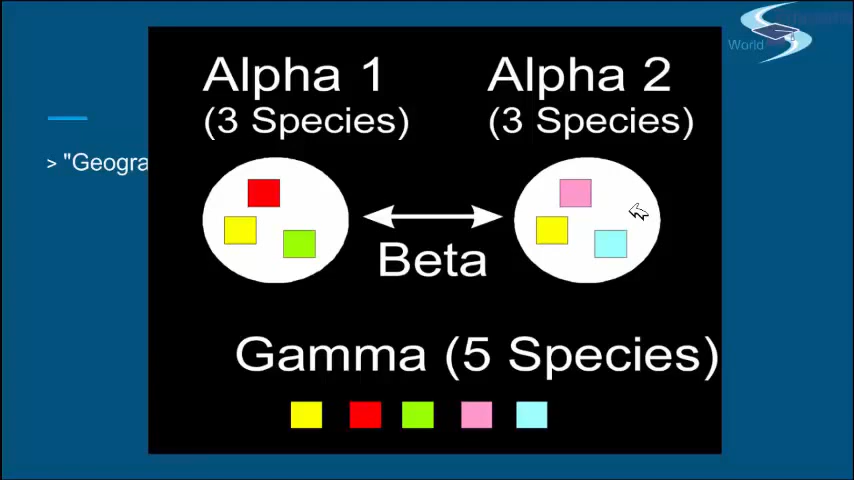 Alpha 1
(3 Species)
Alpha 2
(3 Species)
> "Geogra
Beta
Gamma (5 Species)
World